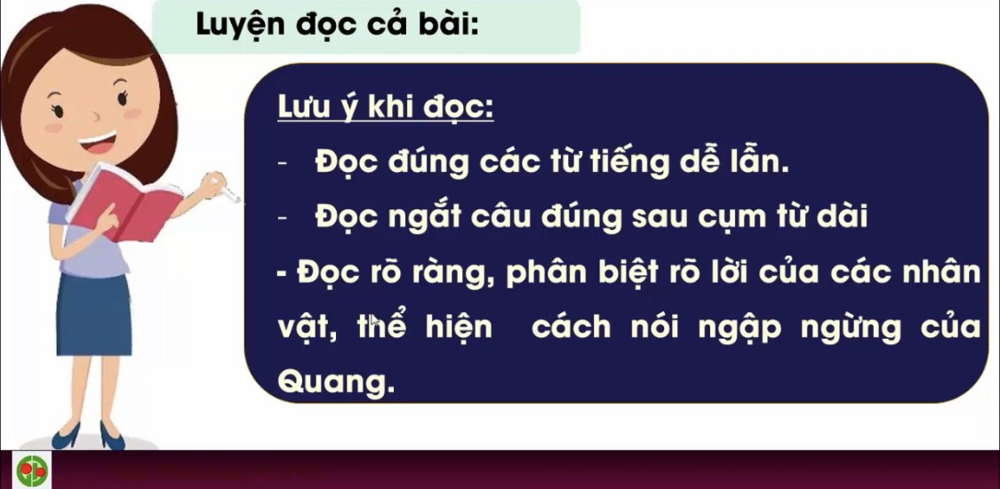 Luyện đọc cả bài:
Lưu ý khi đọc:
- Đọc đúng các từ tiếng dễ lẫn.
- Đọc ngắt câu đúng sau cụm từ dài
- Đọc rõ ràng, phân biệt rõ lời của các nhân
vật, thể hiện cách nói ngập ngừng của
Quang.